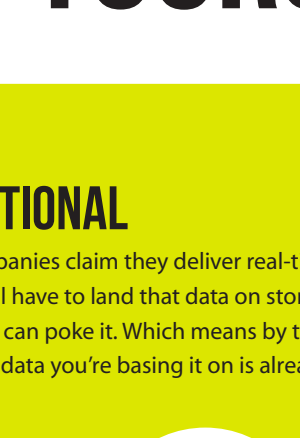 TIONAL
panies claim they deliver real-t
l have to land that data on stor
can poke it. Which means by t
data you're basing it on is alrea